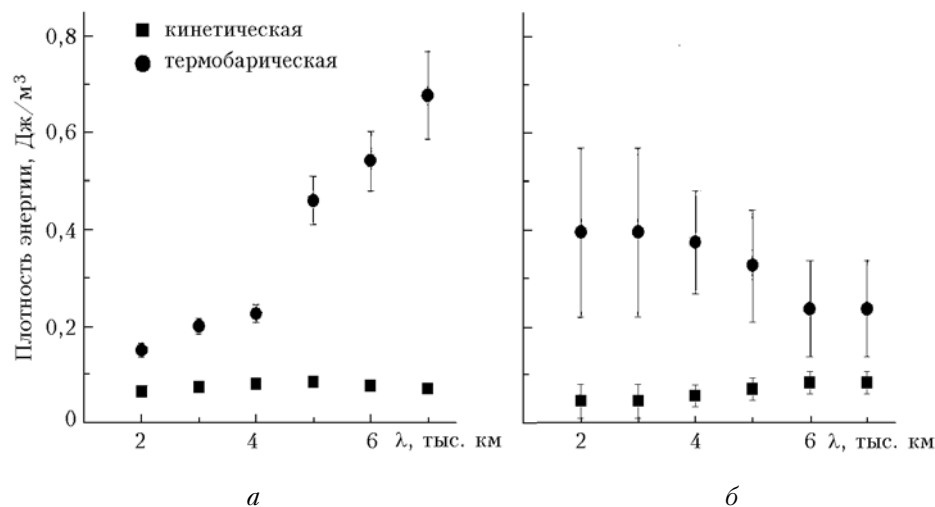 Плотность энергии, Дж/м³
0,8
0,6
0,4
0,2
0
кинетическая
термобарическая
2 4 6 λ, тыс. км
2 4 6 λ, тыс. км
а б